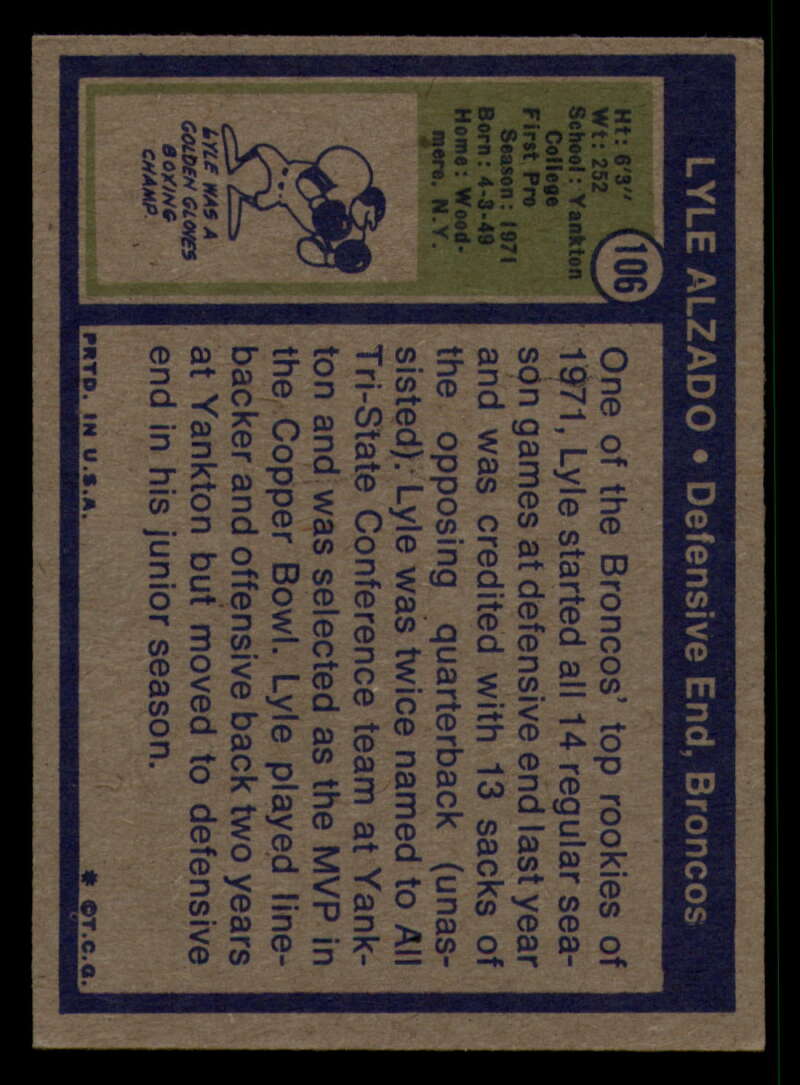 LYLE ALZADO • Defensive End, Broncos
106
Ht: 6'3"
Wt: 252
School: Yankton
College
First Pro
Season: 1971
Born: 4-3-49
Home: Wood-
mere, N.Y.
LYLE WAS A
GOLDEN GLOVES
BOXING
CHAMP.
One of the Broncos' top rookies of
1971, Lyle started all 14 regular sea-
son games at defensive end last year
and was credited with 13 sacks of
the opposing quarterback (unas-
sisted). Lyle was twice named to All
Tri-State Conference team at Yank-
ton and was selected as the MVP in
the Copper Bowl. Lyle played line-
backer and offensive back two years
at Yankton but moved to defensive
end in his junior season.
PRTD. IN U.S.A.
* ©T.C.G.